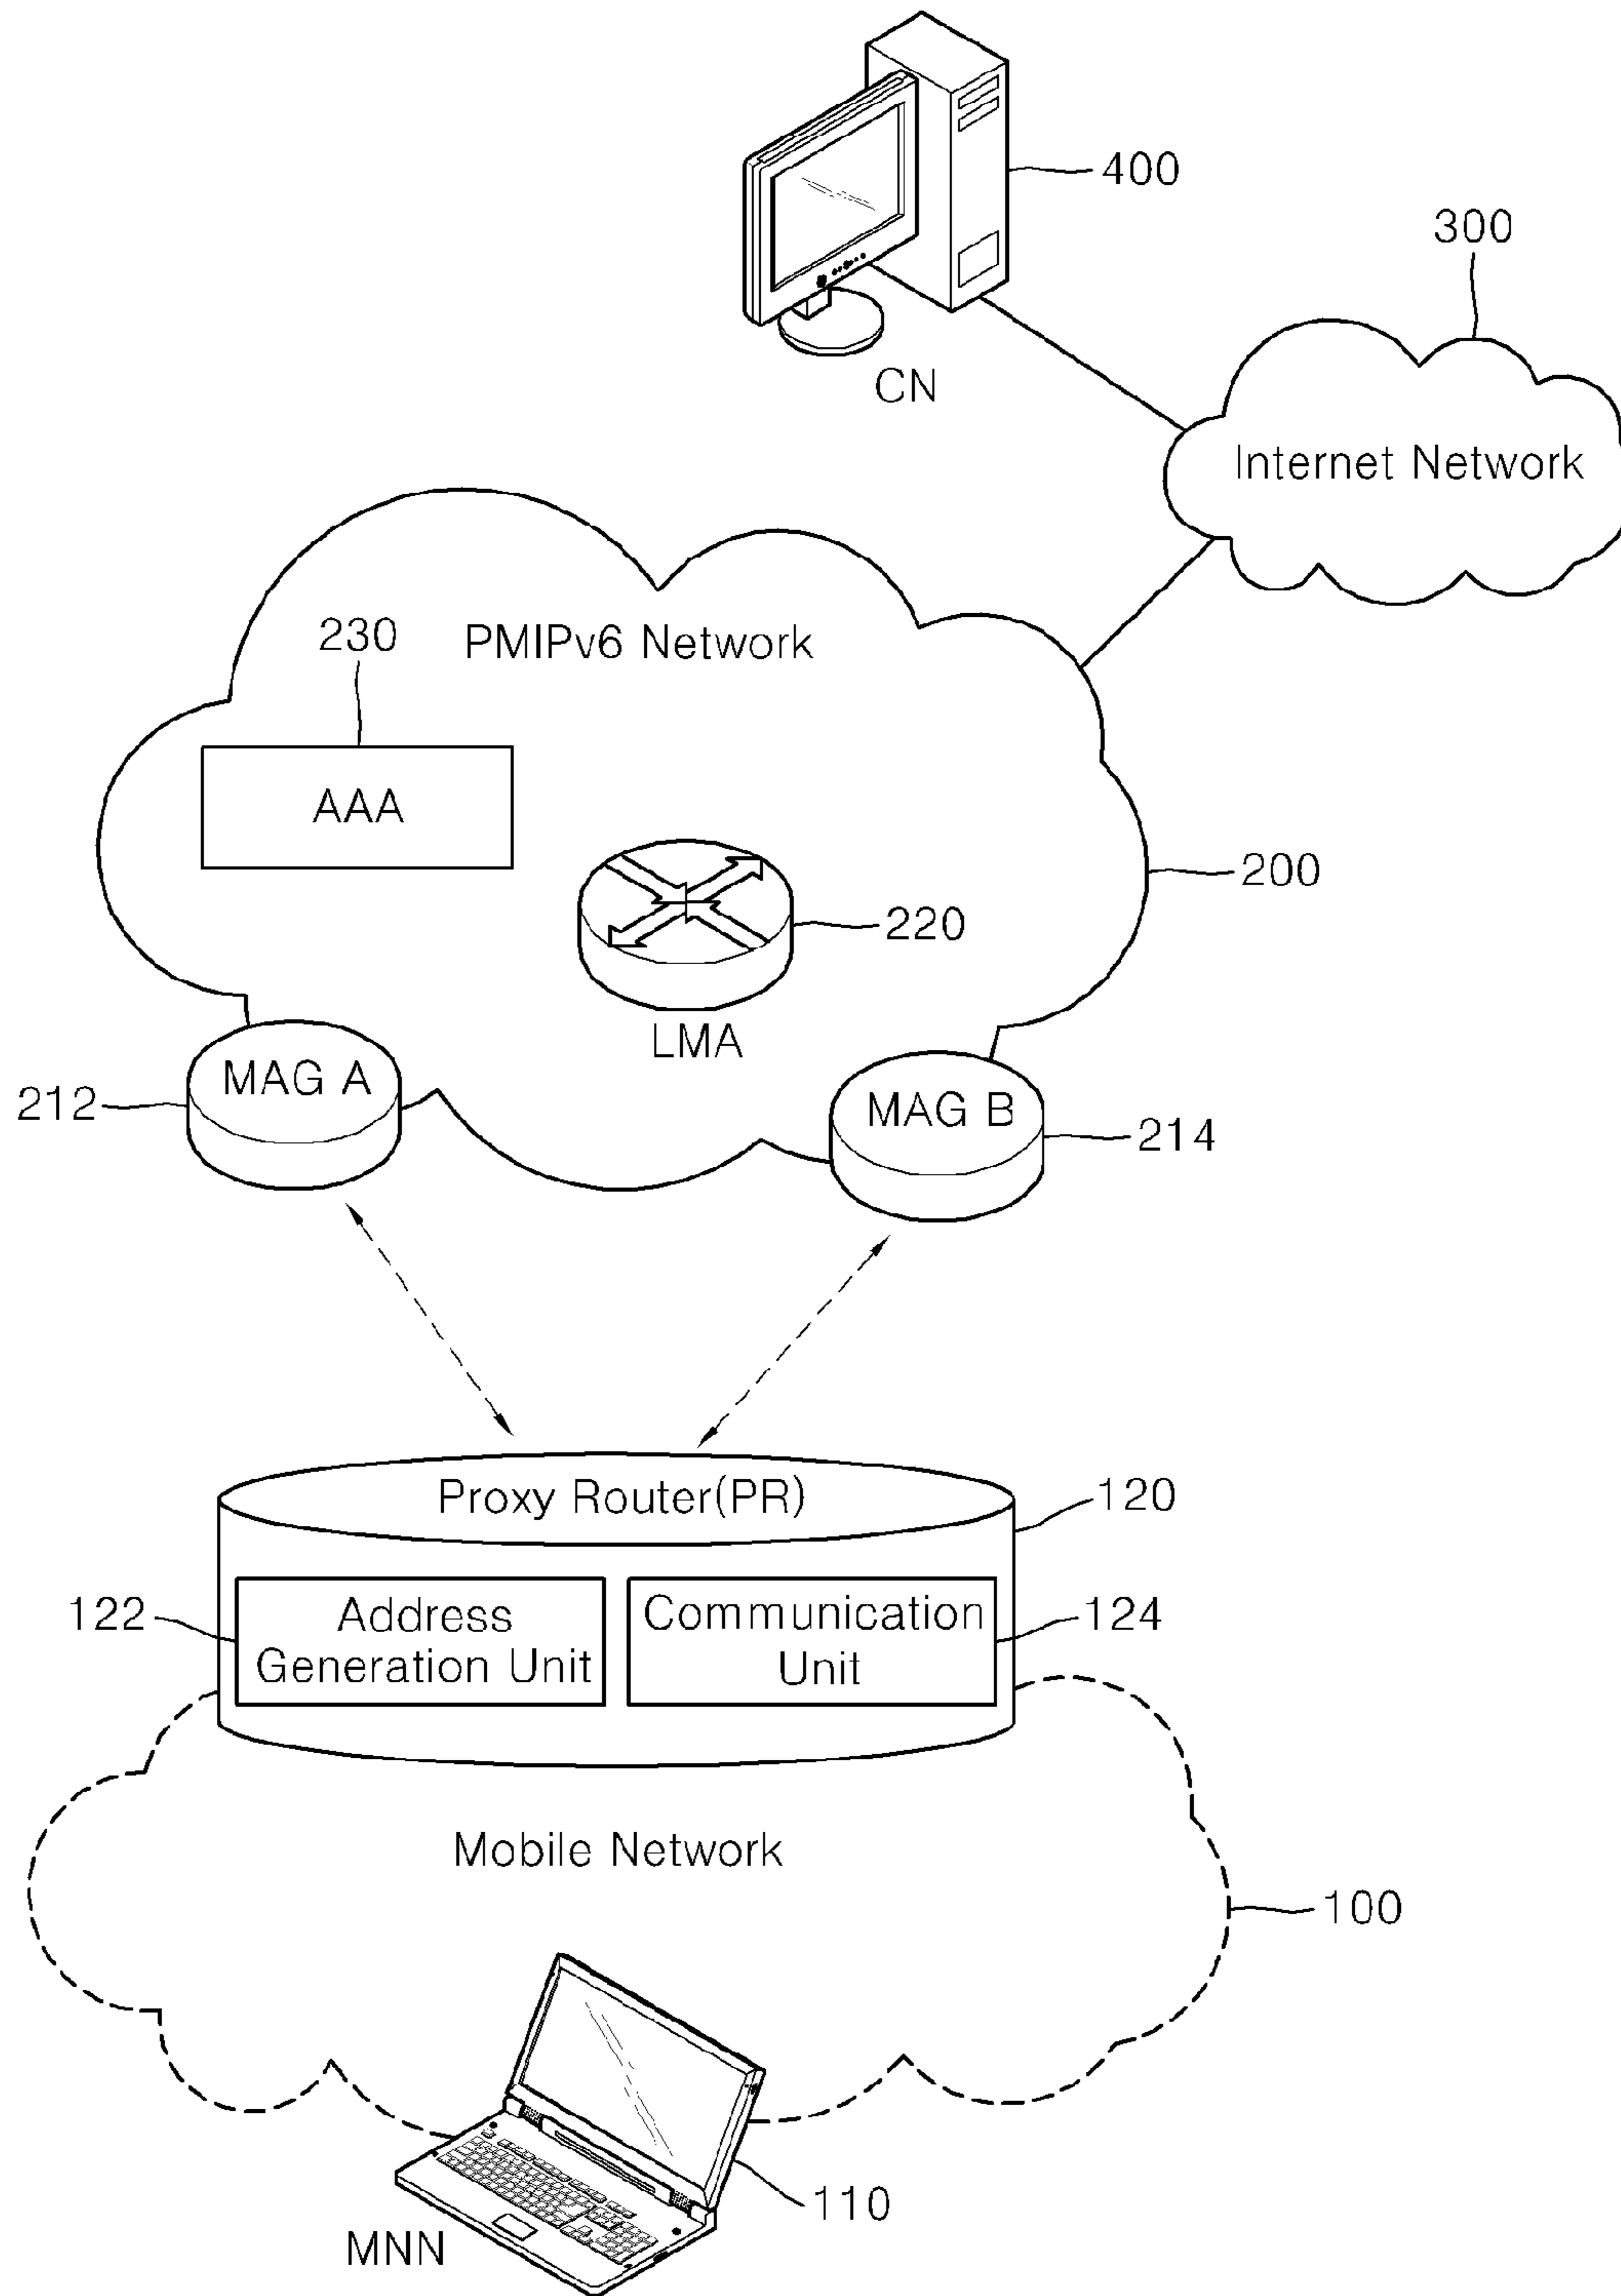 400
300
CN
Internet Network
230
PMIPv6 Network
AAA
200
220
LMA
MAG A
212
MAG B
214
Proxy Router(PR)
120
122
Address
Generation Unit
Communication
Unit
124
Mobile Network
100
110
MNN